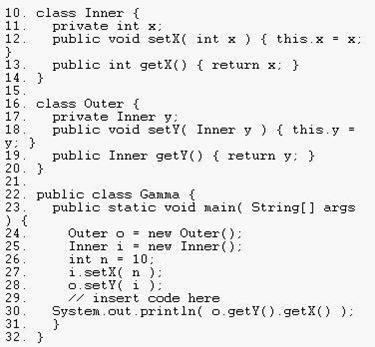 10. class Inner {
11.   private int x;
12.   public void setX( int x ) { this.x = x;
}
13.   public int getX() { return x; }
14. }
15.
16. class Outer {
17.   private Inner y;
18.   public void setY( Inner y ) { this.y =
y; }
19.   public Inner getY() { return y; }
20. }
21.
22. public class Gamma {
23.   public static void main( String[] args
) {
24.     Outer o = new Outer();
25.     Inner i = new Inner();
26.     int n = 10;
27.     i.setX( n );
28.     o.setY( i );
29.     // insert code here
30.   System.out.println( o.getY().getX() );
31.   }
32. }